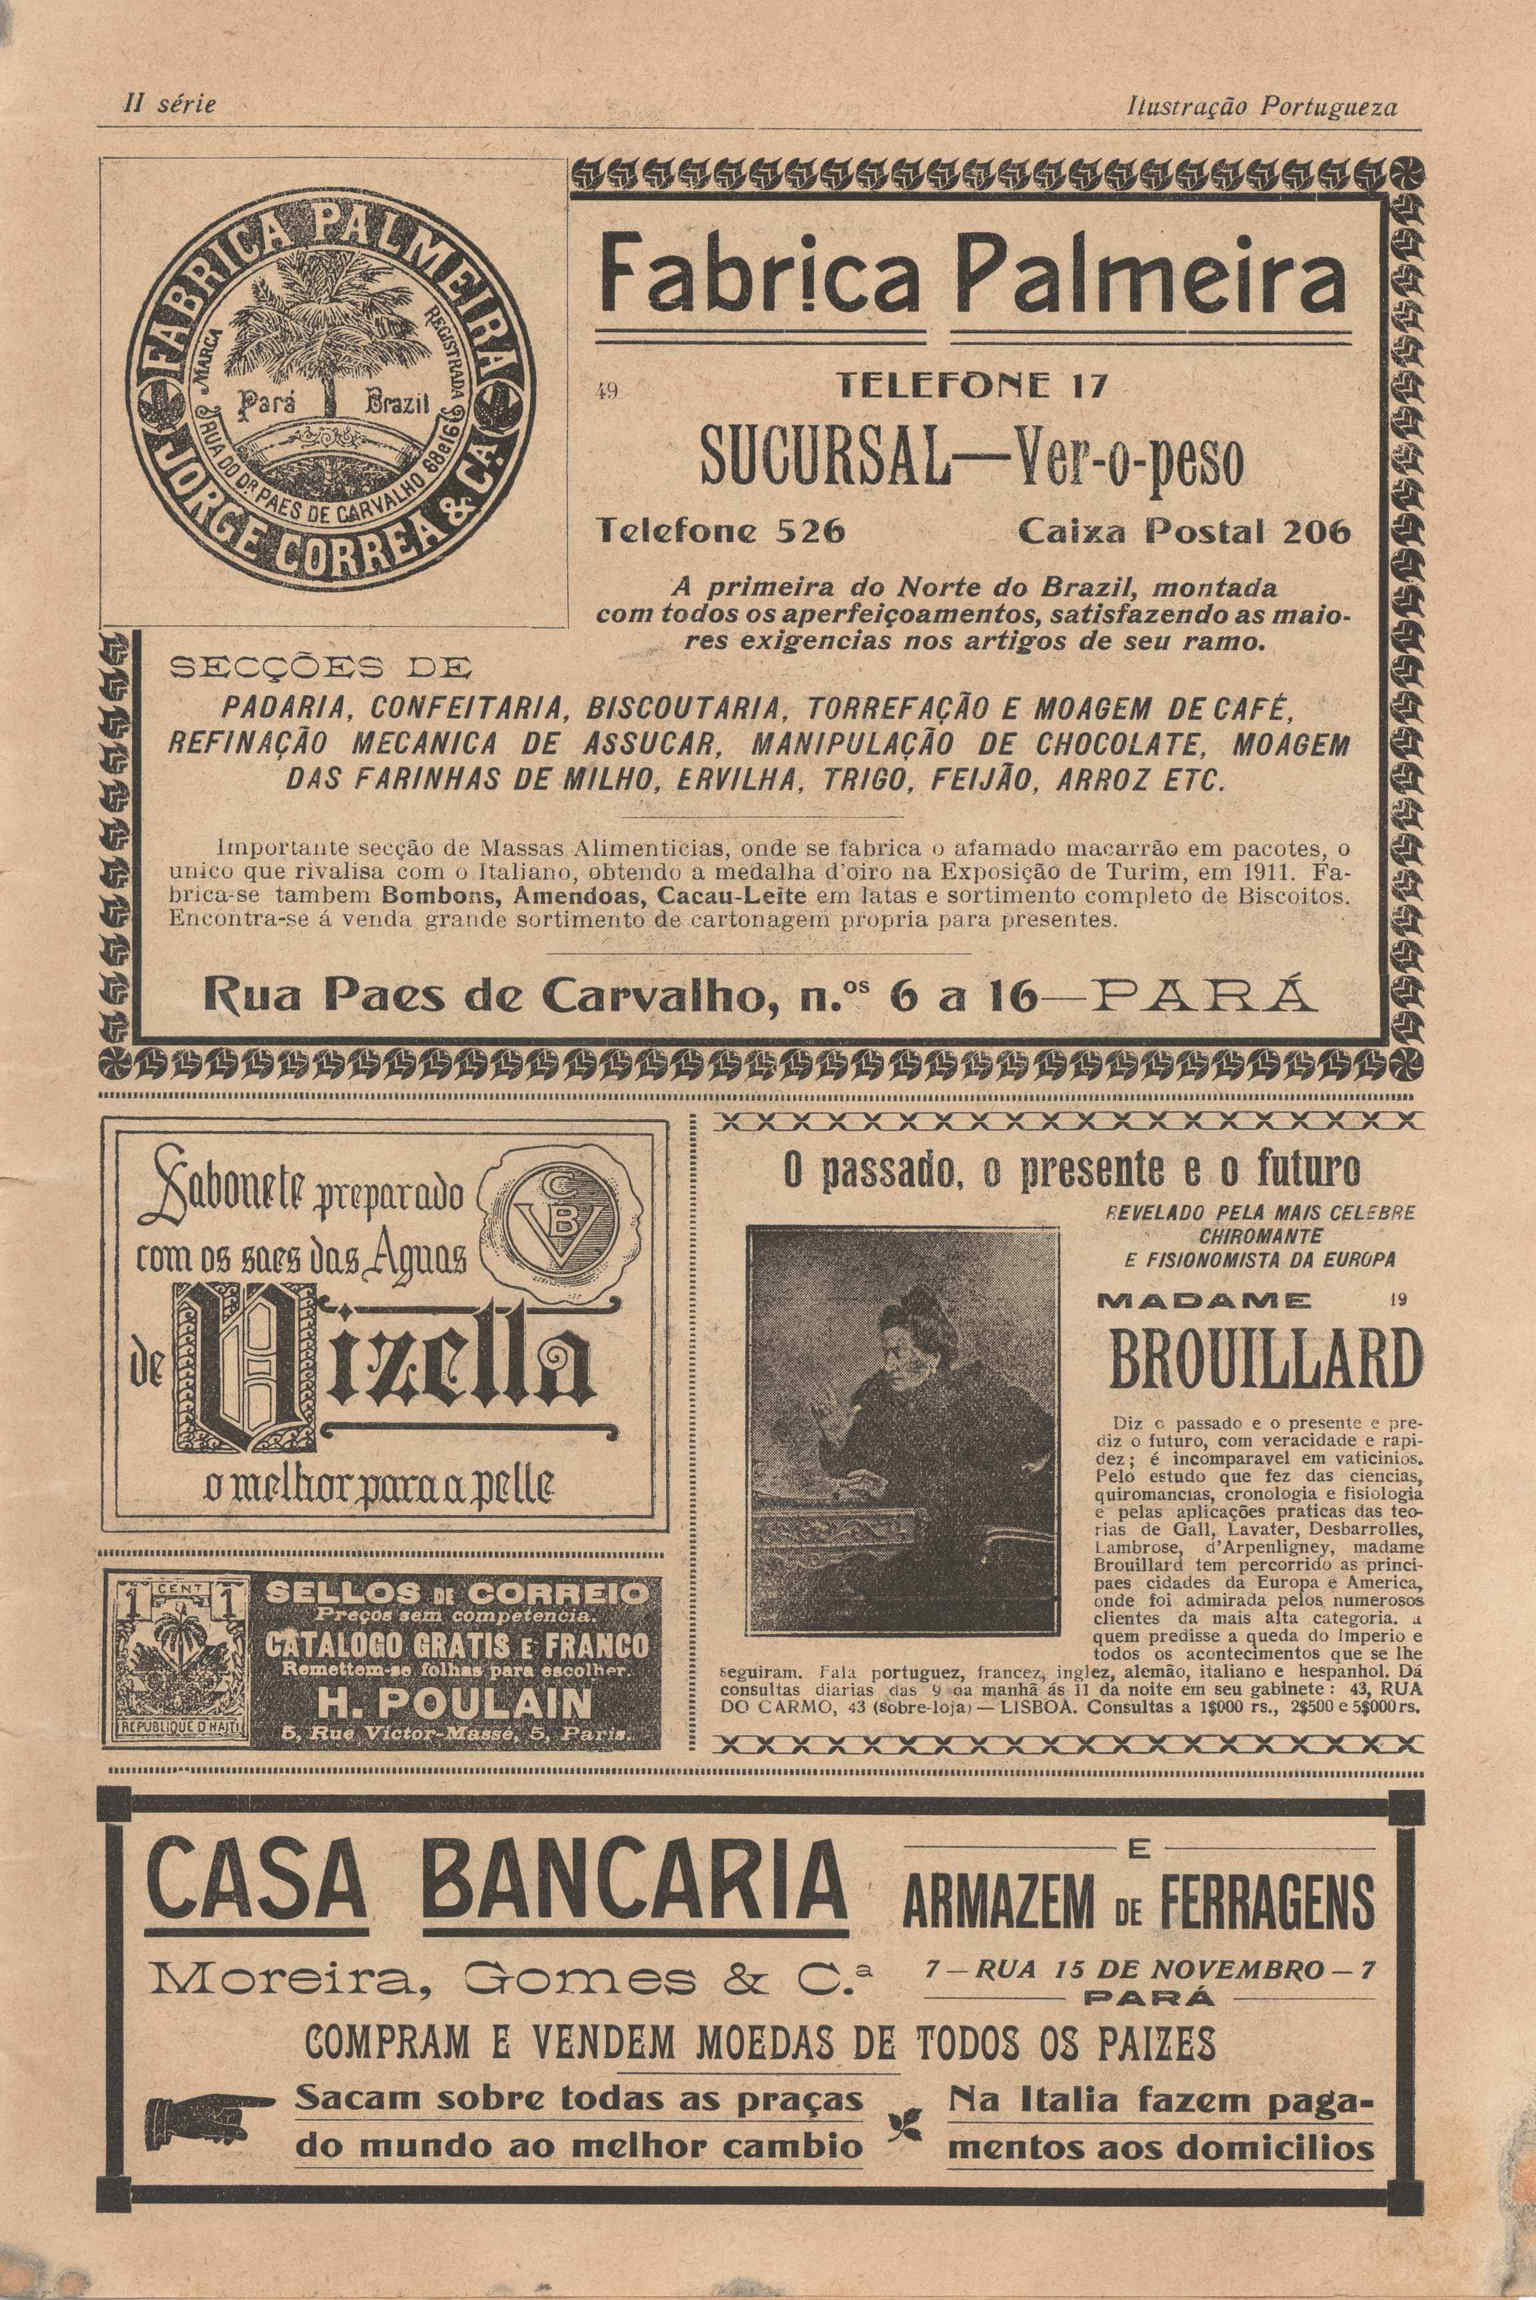 II série
Ilustração Portugueza
FABRICA PALMEIRA
MARCA REGISTRADA
Pará Brazil
RUA DO DR PAES DE CARVALHO 6 8 e 16
JORGE CORREA & CA.
Fabrica Palmeira
49 TELEFONE 17
SUCURSAL—Ver-o-peso
Telefone 526 Caixa Postal 206
A primeira do Norte do Brazil, montada
com todos os aperfeiçoamentos, satisfazendo as maio-
res exigencias nos artigos de seu ramo.
SECÇÕES DE
PADARIA, CONFEITARIA, BISCOUTARIA, TORREFAÇÃO E MOAGEM DE CAFÉ,
REFINAÇÃO MECANICA DE ASSUCAR, MANIPULAÇÃO DE CHOCOLATE, MOAGEM
DAS FARINHAS DE MILHO, ERVILHA, TRIGO, FEIJÃO, ARROZ ETC.
Importante secção de Massas Alimenticias, onde se fabrica o afamado macarrão em pacotes, o
unico que rivalisa com o Italiano, obtendo a medalha d'oiro na Exposição de Turim, em 1911. Fa-
brica-se tambem Bombons, Amendoas, Cacau-Leite em latas e sortimento completo de Biscoitos.
Encontra-se á venda grande sortimento de cartonagem propria para presentes.
Rua Paes de Carvalho, n.os 6 a 16—PARÁ
Sabonete preparado
com os saes das Aguas
de Vizella
o melhor para a pelle
CVB
1 CENT 1
REPUBLIQUE D HAITI
SELLOS DE CORREIO
Preços sem competencia.
CATALOGO GRATIS E FRANCO
Remettem-se folhas para escolher.
H. POULAIN
5, Rue Victor-Massé, 5, Paris.
O passado, o presente e o futuro
REVELADO PELA MAIS CELEBRE
CHIROMANTE
E FISIONOMISTA DA EUROPA
MADAME 19
BROUILLARD
Diz o passado e o presente e pre-
diz o futuro, com veracidade e rapi-
dez; é incomparavel em vaticinios.
Pelo estudo que fez das ciencias,
quiromancias, cronologia e fisiologia
e pelas aplicações praticas das teo-
rias de Gall, Lavater, Desbarrolles,
Lambrose, d'Arpenligney, madame
Brouillard tem percorrido as princi-
paes cidades da Europa e America,
onde foi admirada pelos numerosos
clientes da mais alta categoria, a
quem predisse a queda do Imperio e
todos os acontecimentos que se lhe
seguiram. Fala portuguez, francez, inglez, alemão, italiano e hespanhol. Dá
consultas diarias das 9 da manhã ás 11 da noite em seu gabinete: 43, RUA
DO CARMO, 43 (sobre-loja) — LISBOA. Consultas a 1$000 rs., 2$500 e 5$000 rs.
CASA BANCARIA
E
ARMAZEM DE FERRAGENS
Moreira, Gomes & C.ª
7 — RUA 15 DE NOVEMBRO — 7
PARÁ
COMPRAM E VENDEM MOEDAS DE TODOS OS PAIZES
Sacam sobre todas as praças
do mundo ao melhor cambio
Na Italia fazem paga-
mentos aos domicilios